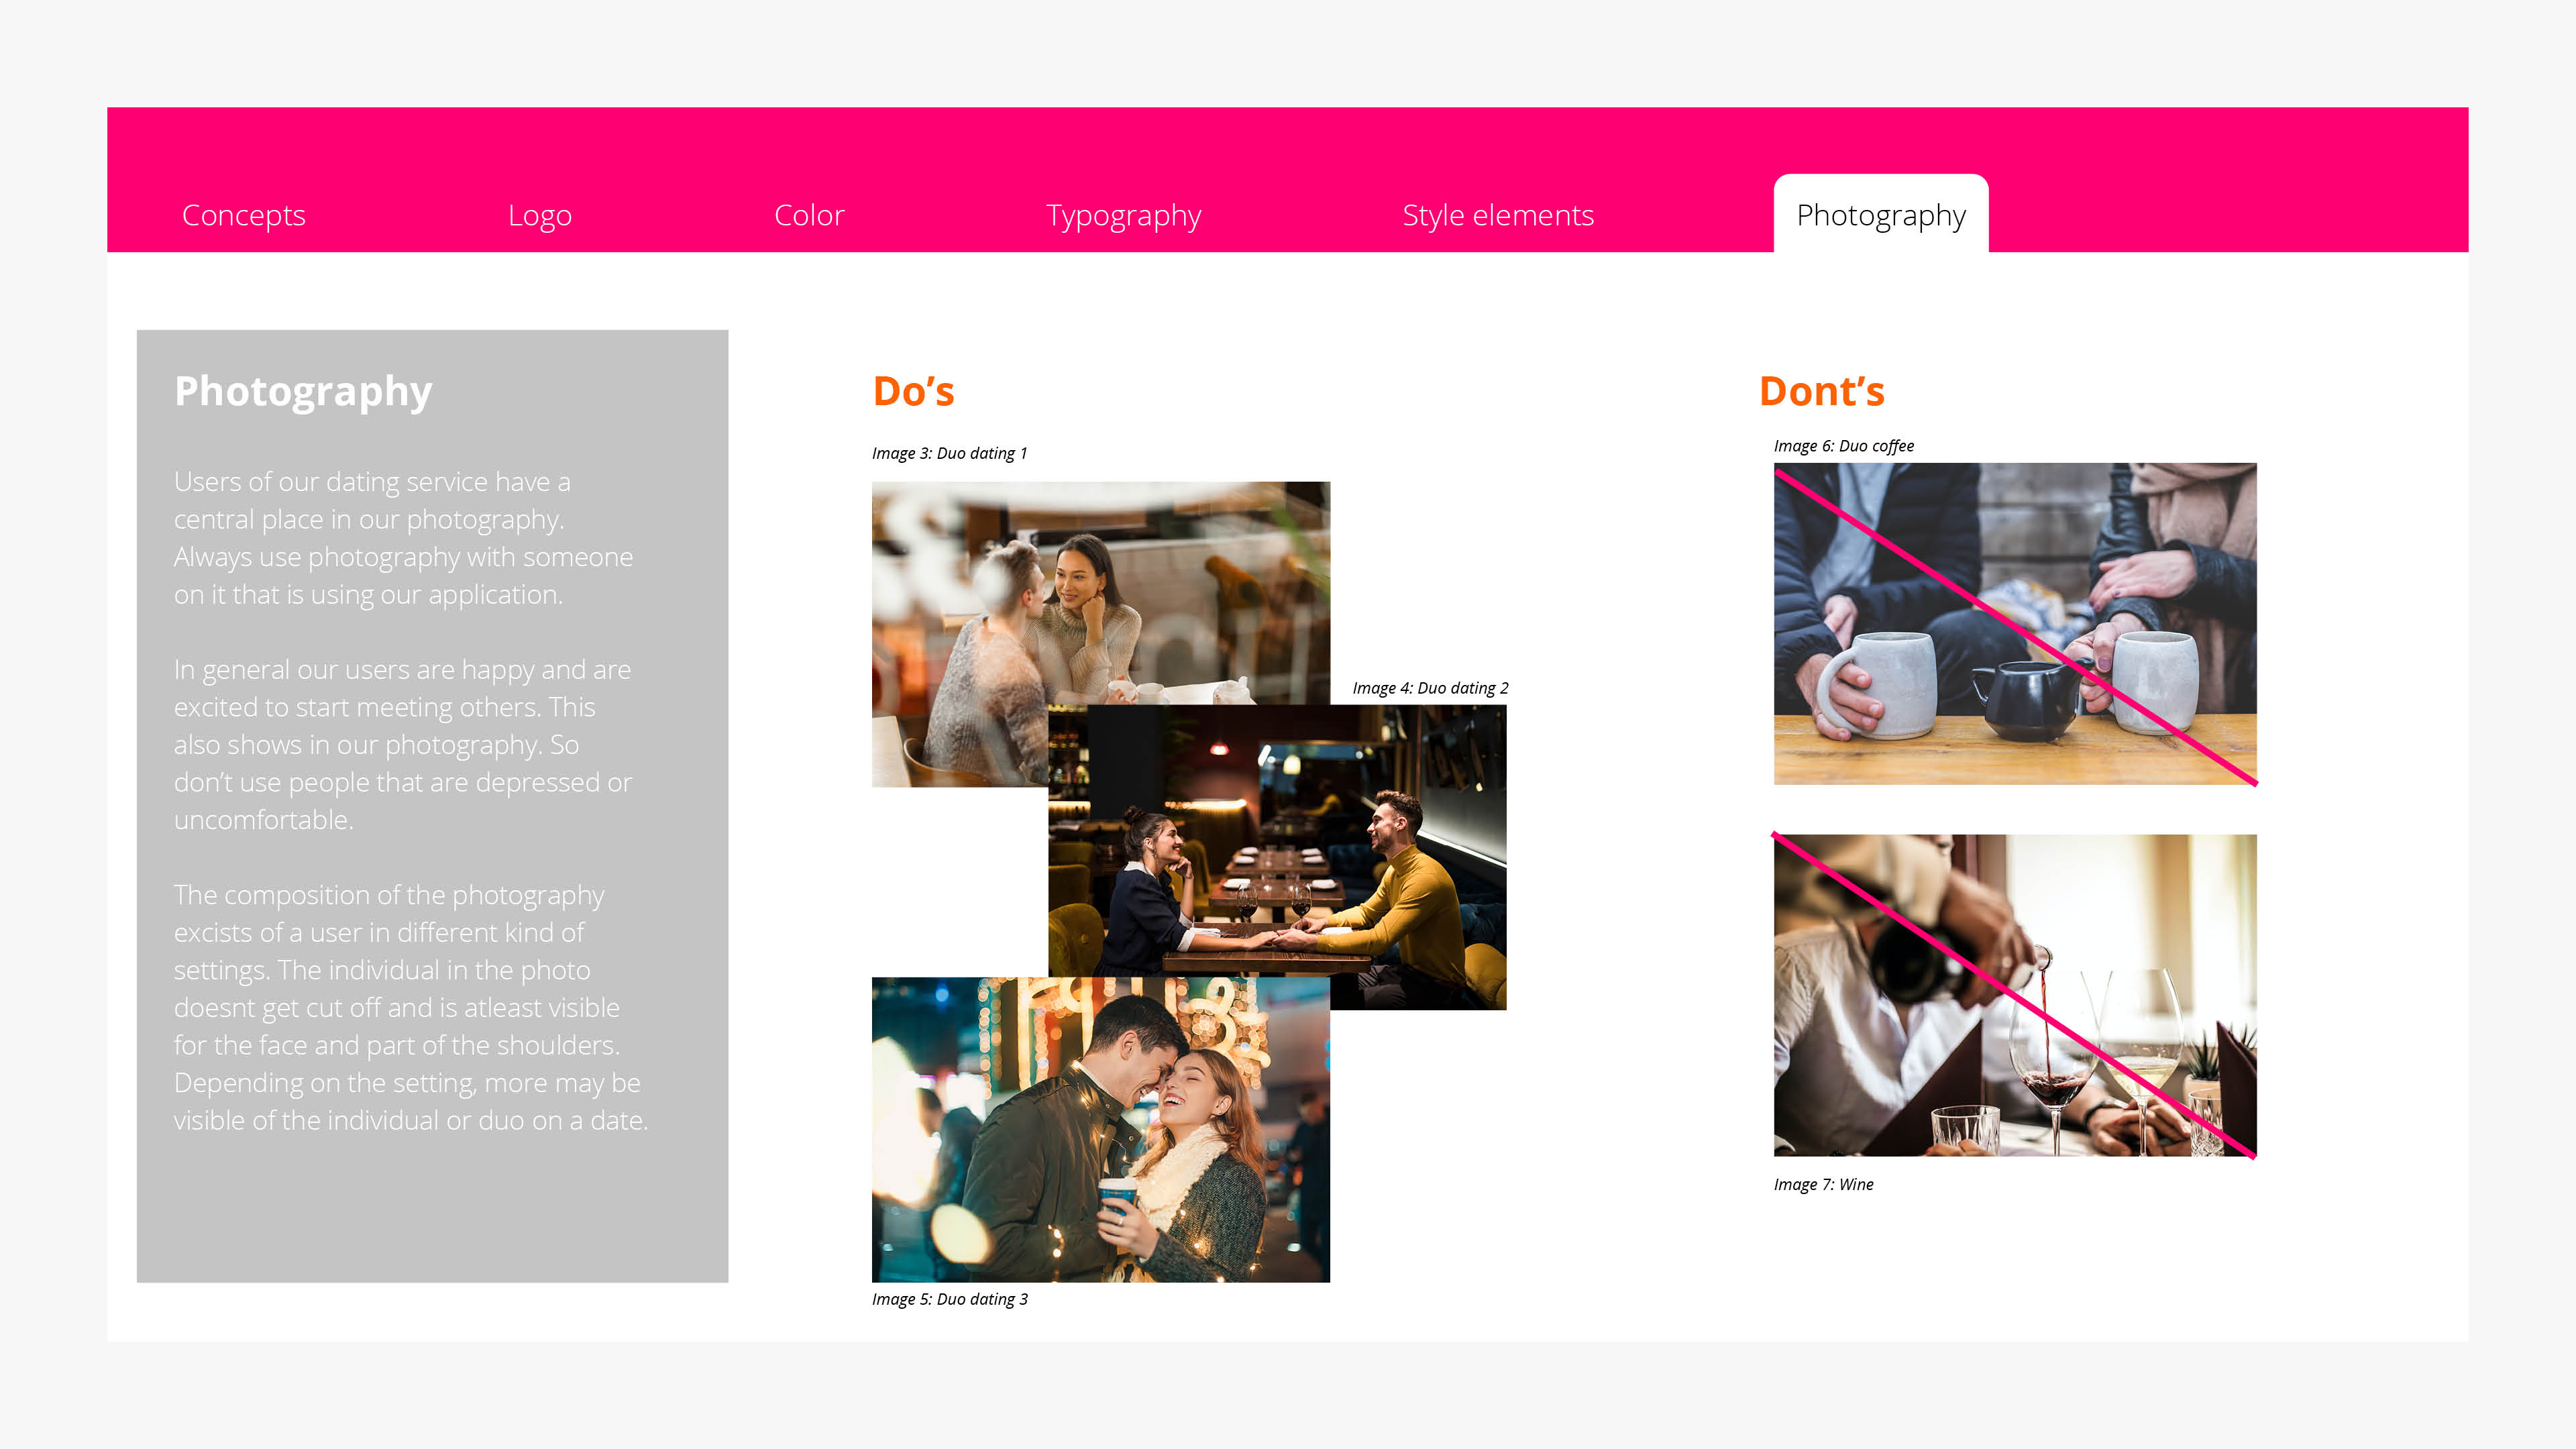 Concepts
Logo
Color
Typography
Style elements
Photography
Photography
Users of our dating service have a
central place in our photography.
Always use photography with someone
on it that is using our application.
In general our users are happy and are
excited to start meeting others. This
also shows in our photography. So
don’t use people that are depressed or
uncomfortable.
The composition of the photography
excists of a user in different kind of
settings. The individual in the photo
doesnt get cut off and is atleast visible
for the face and part of the shoulders.
Depending on the setting, more may be
visible of the individual or duo on a date.
Do’s
Image 3: Duo dating 1
Image 4: Duo dating 2
Image 5: Duo dating 3
Dont’s
Image 6: Duo coffee
Image 7: Wine